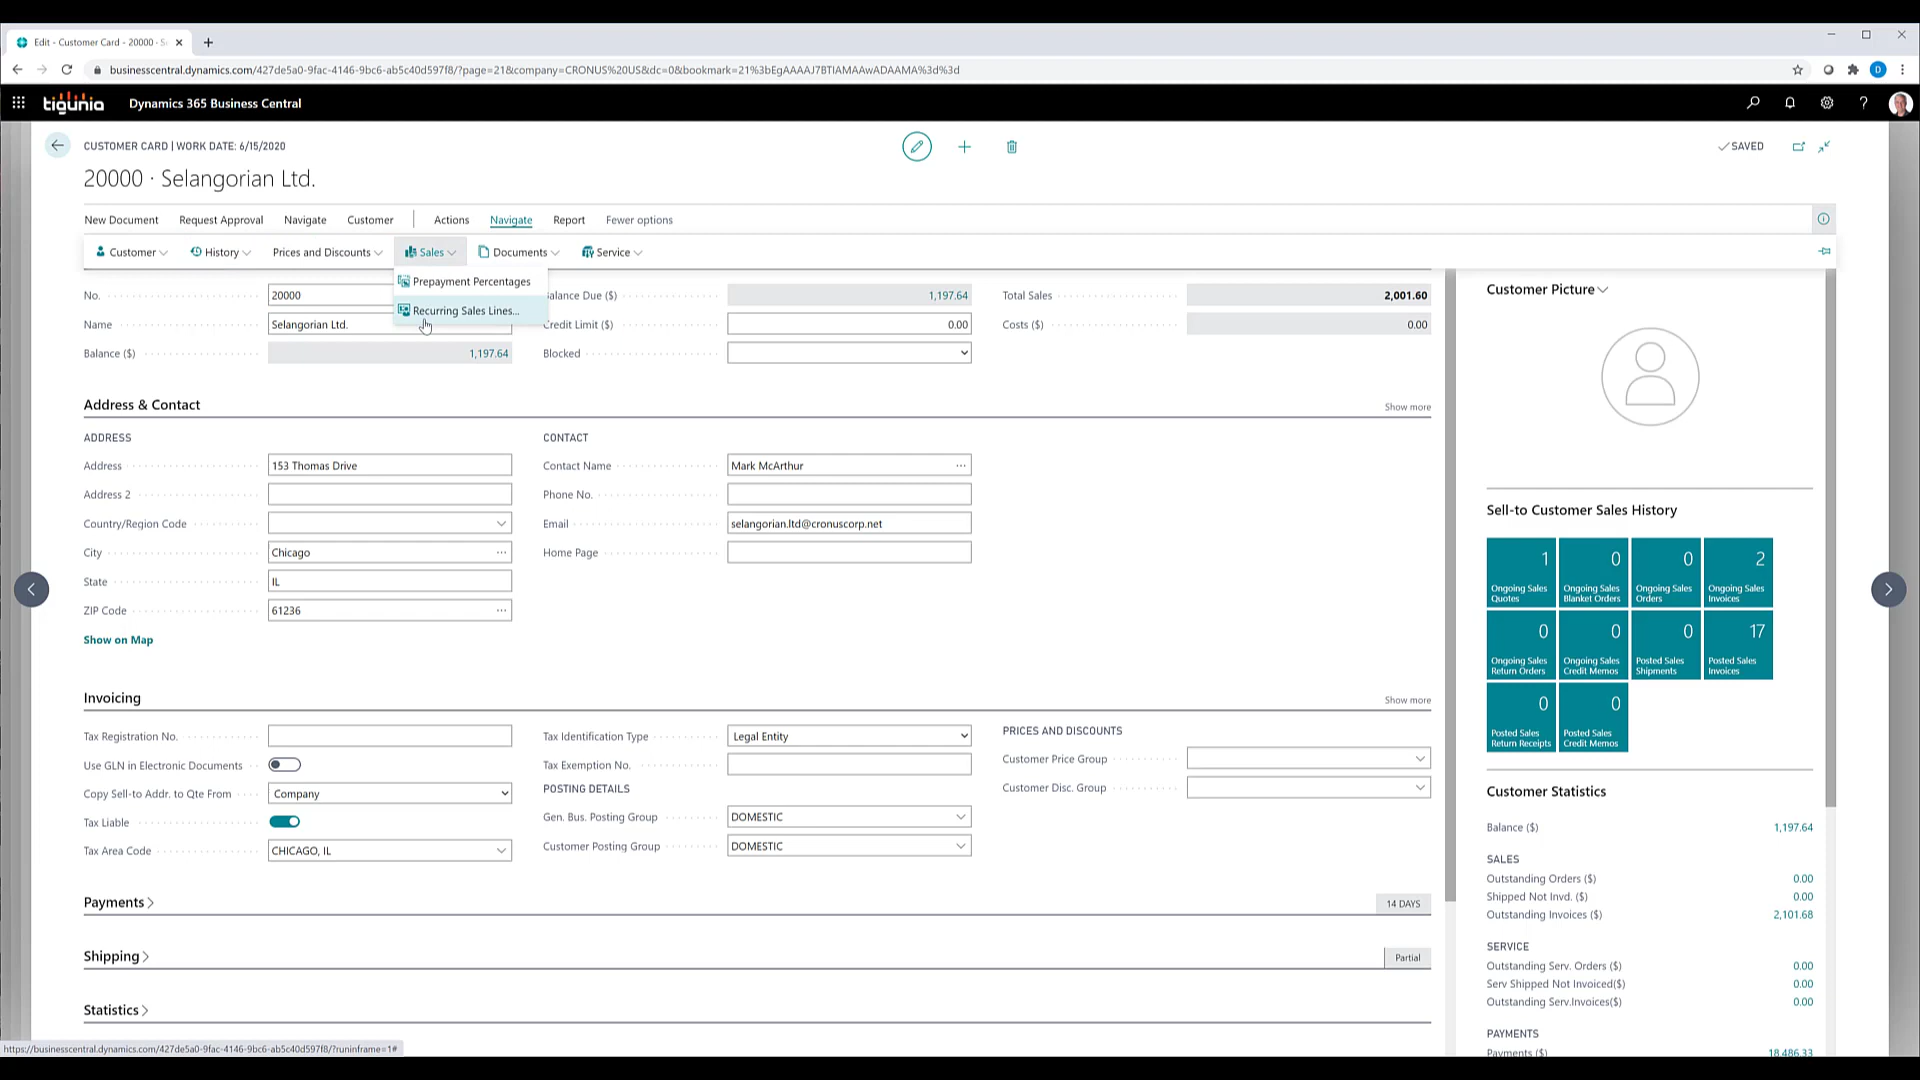 Edit - Customer Card - 20000 - S
businesscentral.dynamics.com/427de5a0-9fac-4146-9bc6-ab5c40d597f8/?page=21&company=CRONUS%20US&dc=0&bookmark=21%3bEgAAAAJ7BTIAMAAwADAAMA%3d%3d
D
tigunia Dynamics 365 Business Central
CUSTOMER CARD | WORK DATE: 6/15/2020
SAVED
20000 · Selangorian Ltd.
New Document Request Approval Navigate Customer Actions Navigate Report Fewer options
Customer History Prices and Discounts Sales Documents Service
Prepayment Percentages
Recurring Sales Lines...
No. 20000
Name Selangorian Ltd.
Balance ($) 1,197.64
alance Due ($) 1,197.64
Credit Limit ($) 0.00
Blocked
Total Sales 2,001.60
Costs ($) 0.00
Address & Contact Show more
ADDRESS
Address 153 Thomas Drive
Address 2
Country/Region Code
City Chicago
State IL
ZIP Code 61236
Show on Map
CONTACT
Contact Name Mark McArthur
Phone No.
Email selangorian.ltd@cronuscorp.net
Home Page
Invoicing Show more
Tax Registration No.
Use GLN in Electronic Documents
Copy Sell-to Addr. to Qte From Company
Tax Liable
Tax Area Code CHICAGO, IL
Tax Identification Type Legal Entity
Tax Exemption No.
POSTING DETAILS
Gen. Bus. Posting Group DOMESTIC
Customer Posting Group DOMESTIC
PRICES AND DISCOUNTS
Customer Price Group
Customer Disc. Group
Payments 14 DAYS
Shipping Partial
Statistics
Customer Picture
Sell-to Customer Sales History
1 Ongoing Sales Quotes
0 Ongoing Sales Blanket Orders
0 Ongoing Sales Orders
2 Ongoing Sales Invoices
0 Ongoing Sales Return Orders
0 Ongoing Sales Credit Memos
0 Posted Sales Shipments
17 Posted Sales Invoices
0 Posted Sales Return Receipts
0 Posted Sales Credit Memos
Customer Statistics
Balance ($) 1,197.64
SALES
Outstanding Orders ($) 0.00
Shipped Not Invd. ($) 0.00
Outstanding Invoices ($) 2,101.68
SERVICE
Outstanding Serv. Orders ($) 0.00
Serv Shipped Not Invoiced($) 0.00
Outstanding Serv.Invoices($) 0.00
PAYMENTS
Payments ($) 18,486.33
https://businesscentral.dynamics.com/427de5a0-9fac-4146-9bc6-ab5c40d597f8/?runinframe=1#